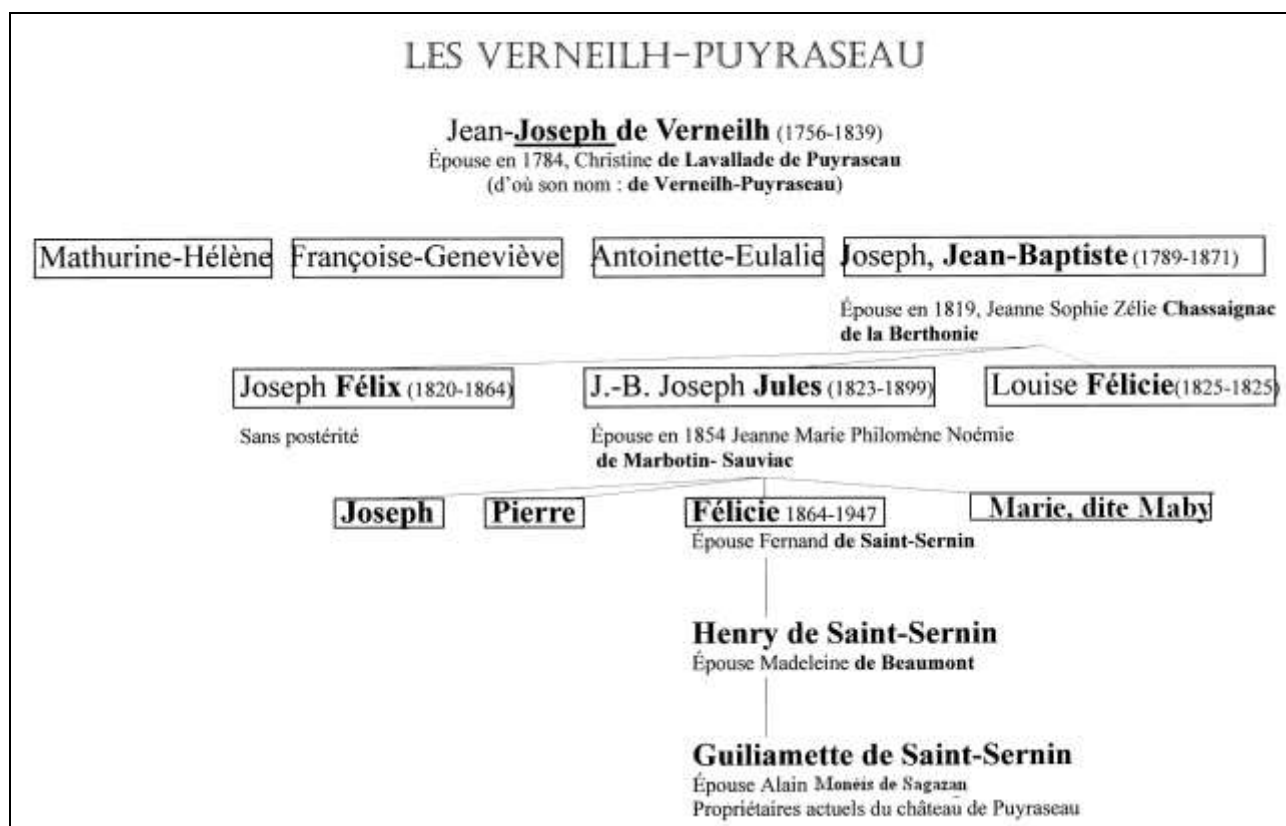 LES VERNEILH-PUYRASEAU
Jean-Joseph de Verneilh (1756-1839)
Épouse en 1784, Christine de Lavallade de Puyraseau
(d'où son nom : de Verneilh-Puyraseau)
Mathurine-Hélène Françoise-Geneviève Antoinette-Eulalie Joseph, Jean-Baptiste (1789-1871)
Épouse en 1819, Jeanne Sophie Zélie Chassaignac
de la Berthonie
Joseph Félix (1820-1864) J.-B. Joseph Jules (1823-1899) Louise Félicie(1825-1825)
Sans postérité Épouse en 1854 Jeanne Marie Philomène Noémie
de Marbotin- Sauviac
Joseph Pierre Félicie 1864-1947 Marie, dite Maby
Épouse Fernand de Saint-Sernin
Henry de Saint-Sernin
Épouse Madeleine de Beaumont
Guiliamette de Saint-Sernin
Épouse Alain Monéis de Sagazan
Propriétaires actuels du château de Puyraseau